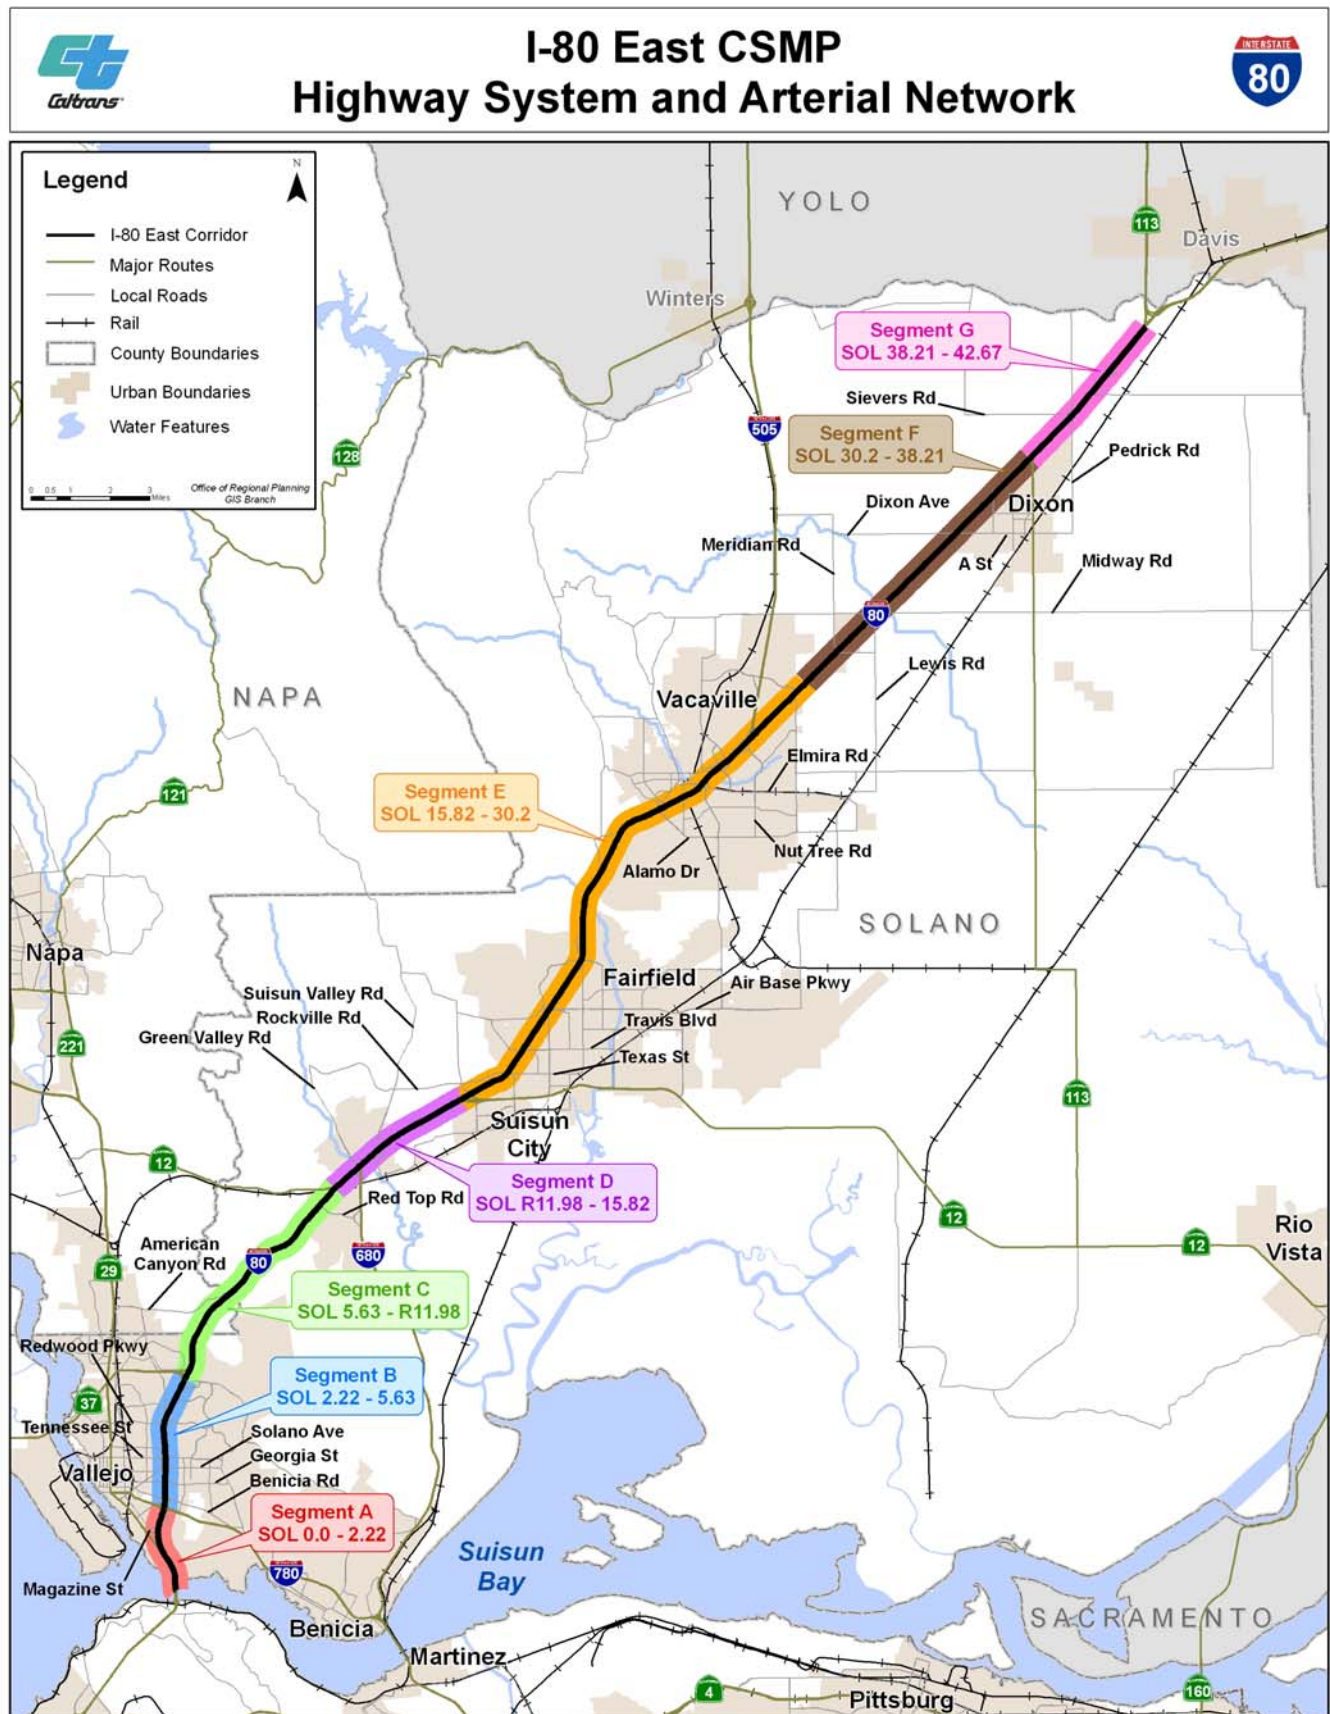 Caltrans
I-80 East CSMP
Highway System and Arterial Network
INTERSTATE
80
Legend
N
I-80 East Corridor
Major Routes
Local Roads
Rail
County Boundaries
Urban Boundaries
Water Features
0 0.5 1 2 3
Miles
Office of Regional Planning
GIS Branch
YOLO
113
Davis
Winters
Segment G
SOL 38.21 - 42.67
Sievers Rd
505
Segment F
SOL 30.2 - 38.21
128
Pedrick Rd
Dixon Ave
Dixon
Meridian Rd
A St
Midway Rd
80
Lewis Rd
NAPA
Vacaville
Elmira Rd
121
Segment E
SOL 15.82 - 30.2
Nut Tree Rd
Alamo Dr
SOLANO
Napa
Fairfield
Air Base Pkwy
Suisun Valley Rd
Rockville Rd
Green Valley Rd
Travis Blvd
Texas St
221
113
Suisun
City
12
Segment D
SOL R11.98 - 15.82
Red Top Rd
12
12
Rio
Vista
American
Canyon Rd
80
680
29
Segment C
SOL 5.63 - R11.98
Redwood Pkwy
Segment B
SOL 2.22 - 5.63
37
Tennessee St
Solano Ave
Georgia St
Vallejo
Benicia Rd
Segment A
SOL 0.0 - 2.22
Suisun
Bay
780
Magazine St
Benicia
SACRAMENTO
Martinez
4
Pittsburg
160